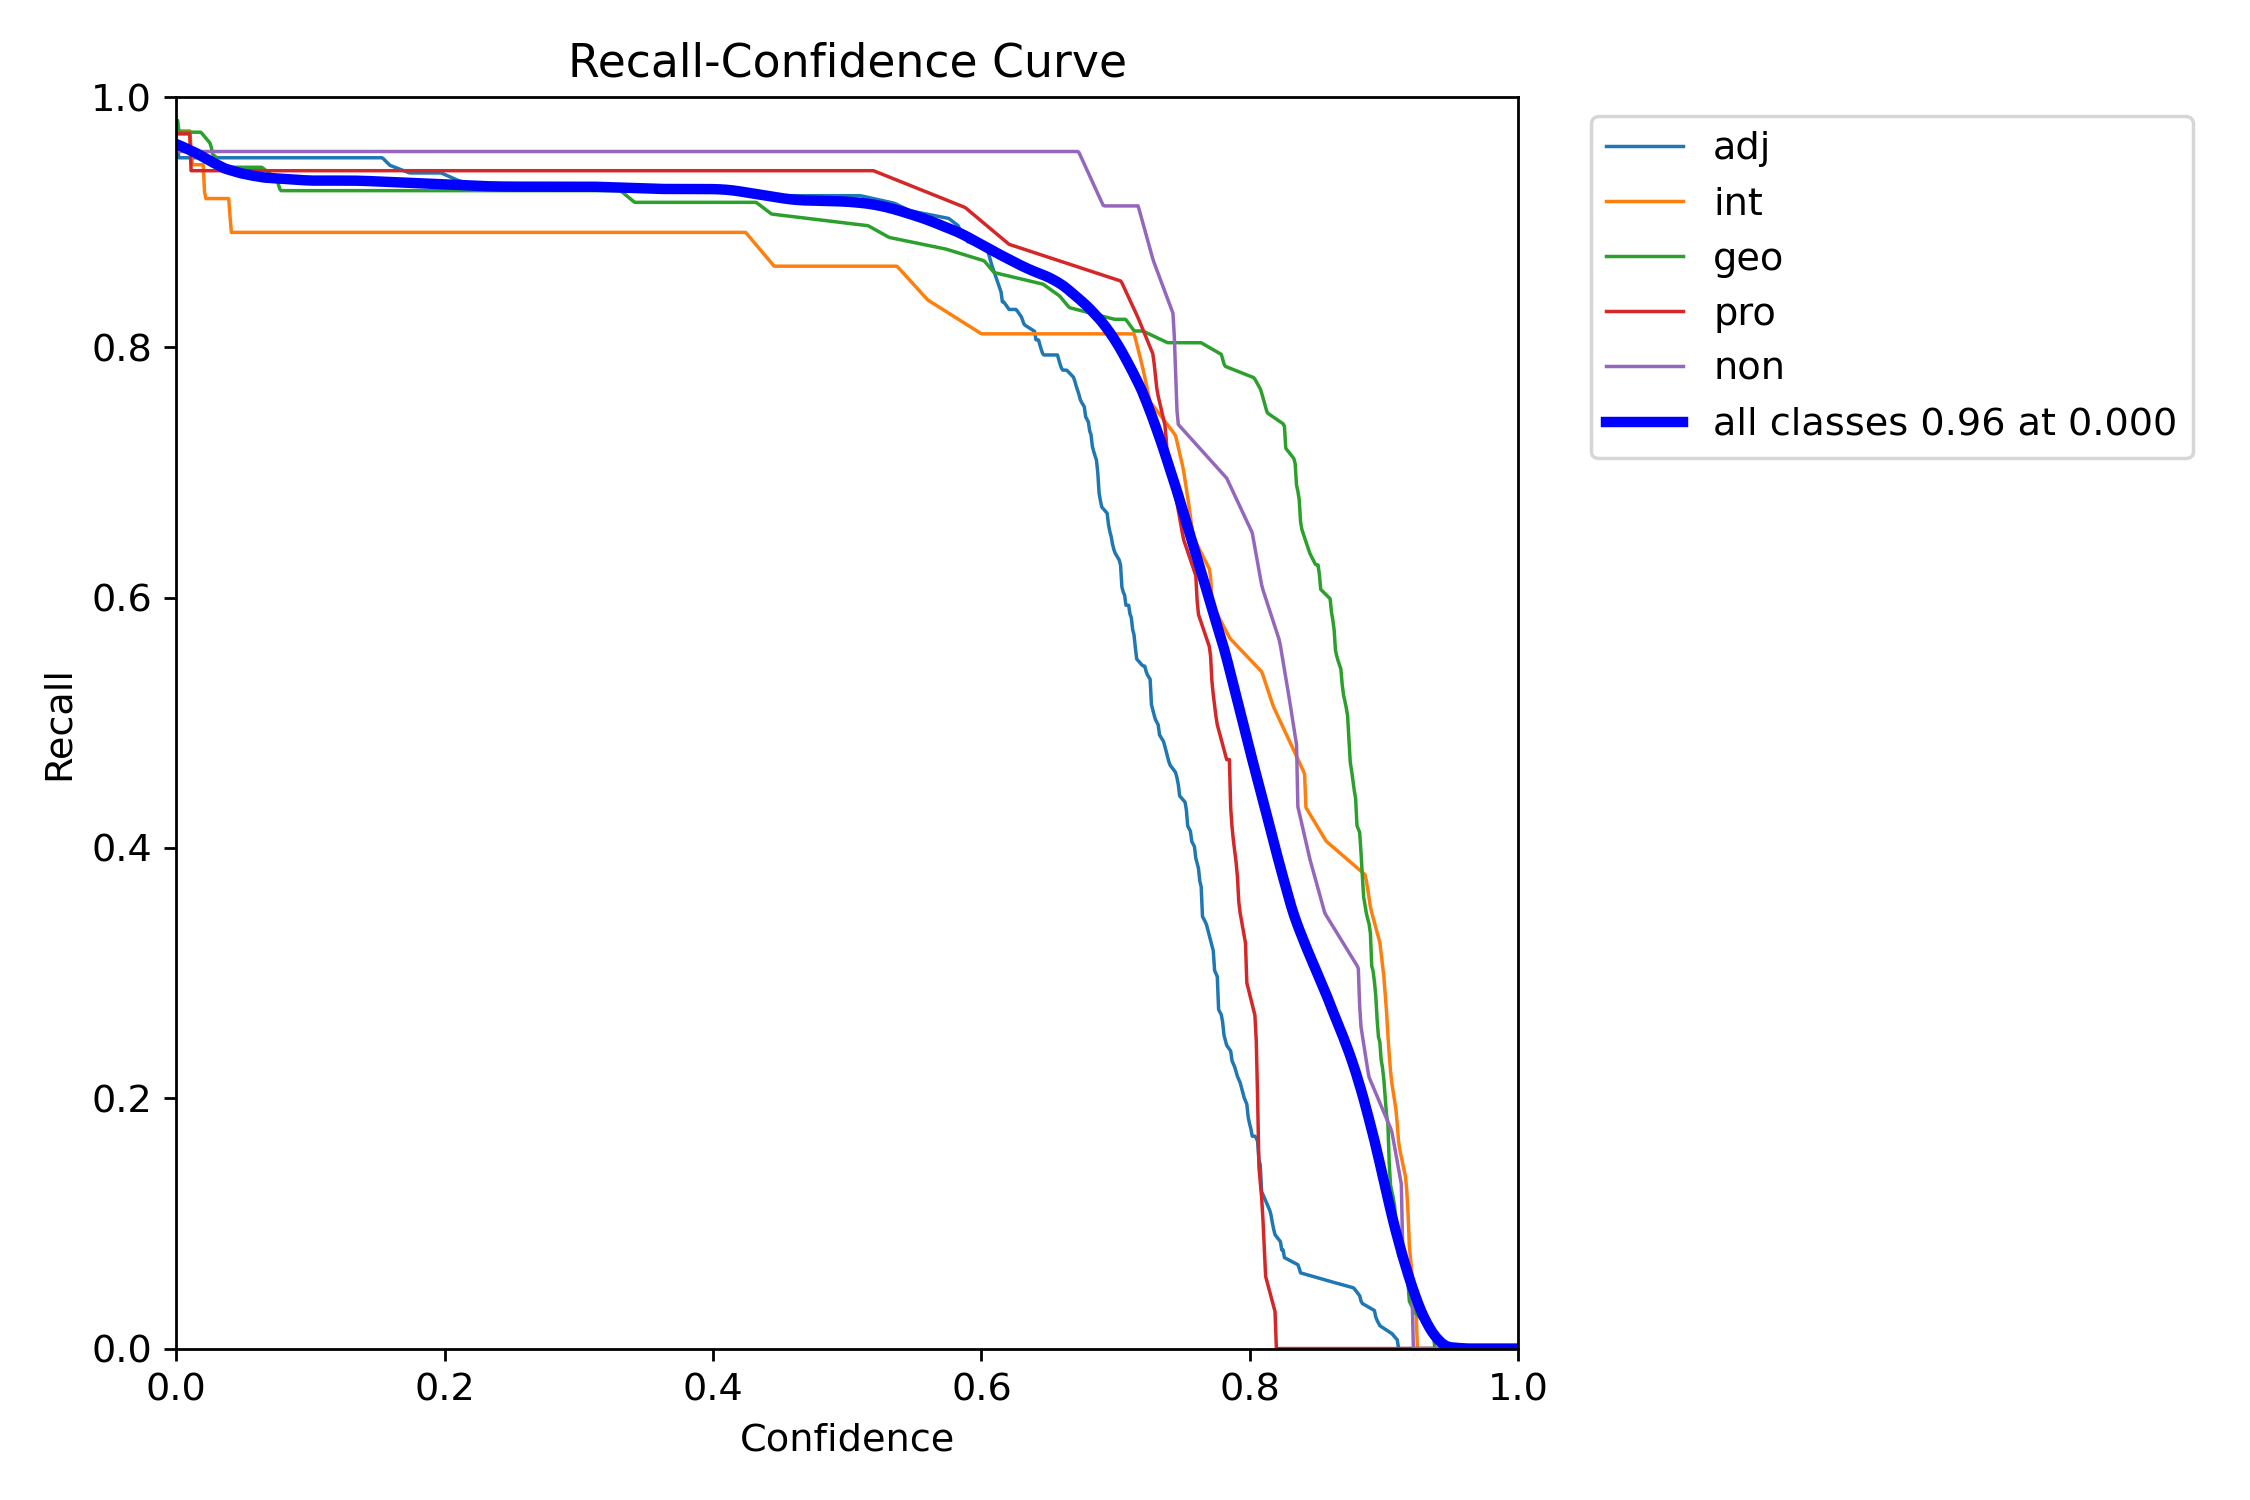 Recall-Confidence Curve
1.0
0.8
0.6
0.4
0.2
0.0
Recall
0.0 0.2 0.4 0.6 0.8 1.0
Confidence
adj
int
geo
pro
non
all classes 0.96 at 0.000